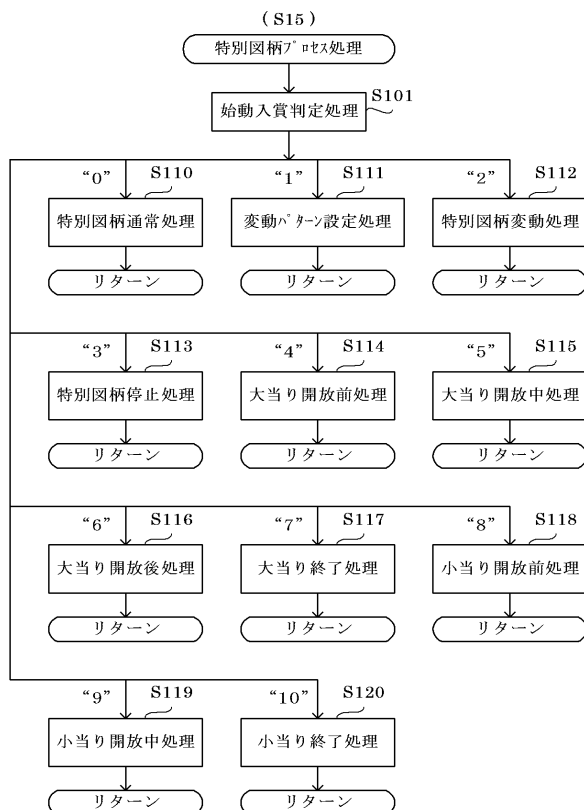 (S15)
特別図柄プロセス処理
S101
始動入賞判定処理
“0” S110 “1” S111 “2” S112
特別図柄通常処理 変動パターン設定処理 特別図柄変動処理
リターン リターン リターン
“3” S113 “4” S114 “5” S115
特別図柄停止処理 大当り開放前処理 大当り開放中処理
リターン リターン リターン
“6” S116 “7” S117 “8” S118
大当り開放後処理 大当り終了処理 小当り開放前処理
リターン リターン リターン
“9” S119 “10” S120
小当り開放中処理 小当り終了処理
リターン リターン